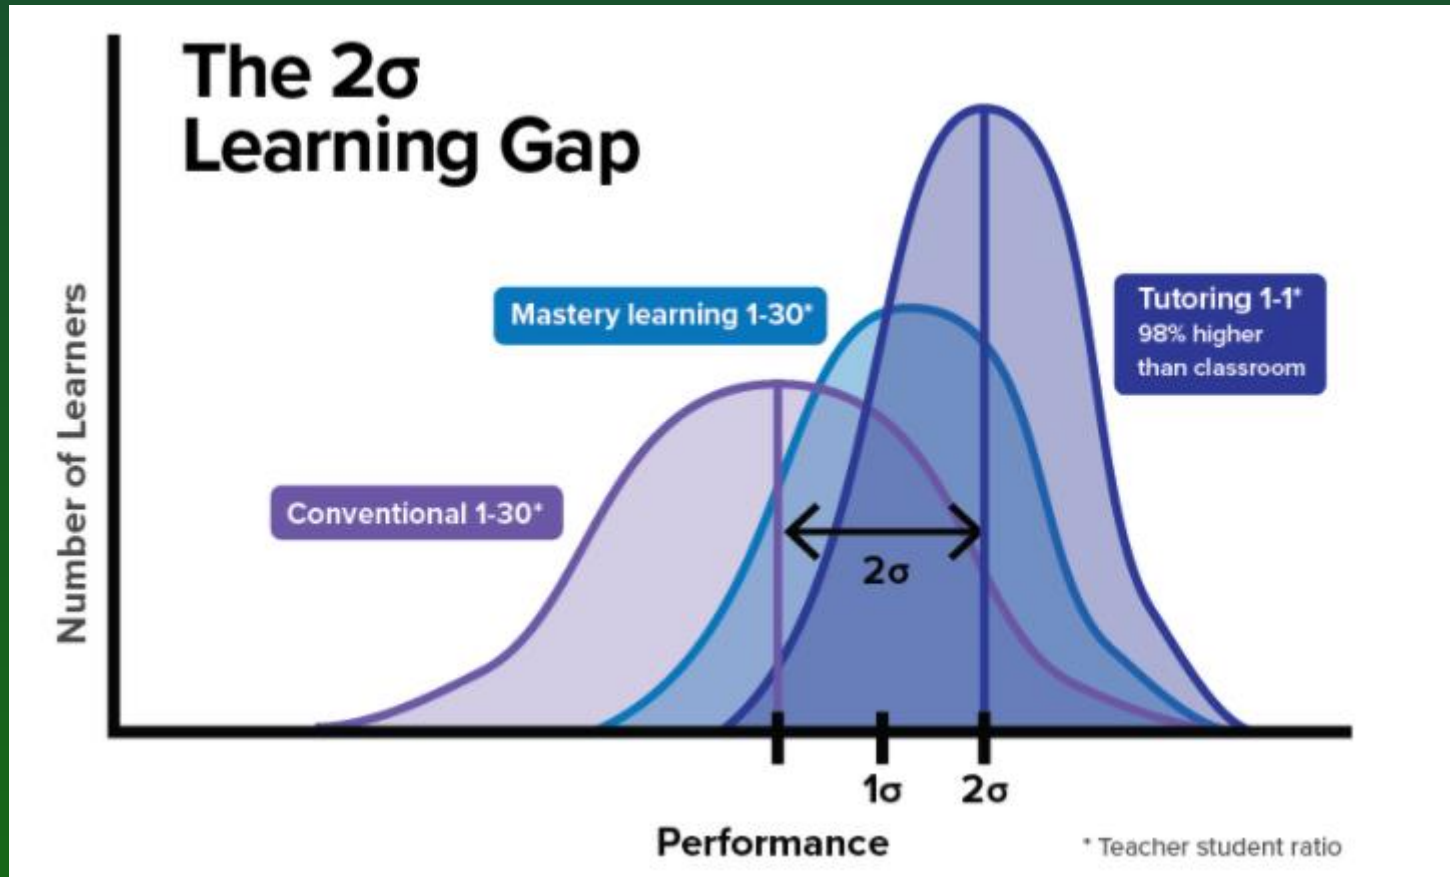 The 2σ
Learning Gap
Number of Learners
Mastery learning 1-30*
Tutoring 1-1*
98% higher
than classroom
Conventional 1-30*
2σ
1σ
2σ
Performance
* Teacher student ratio